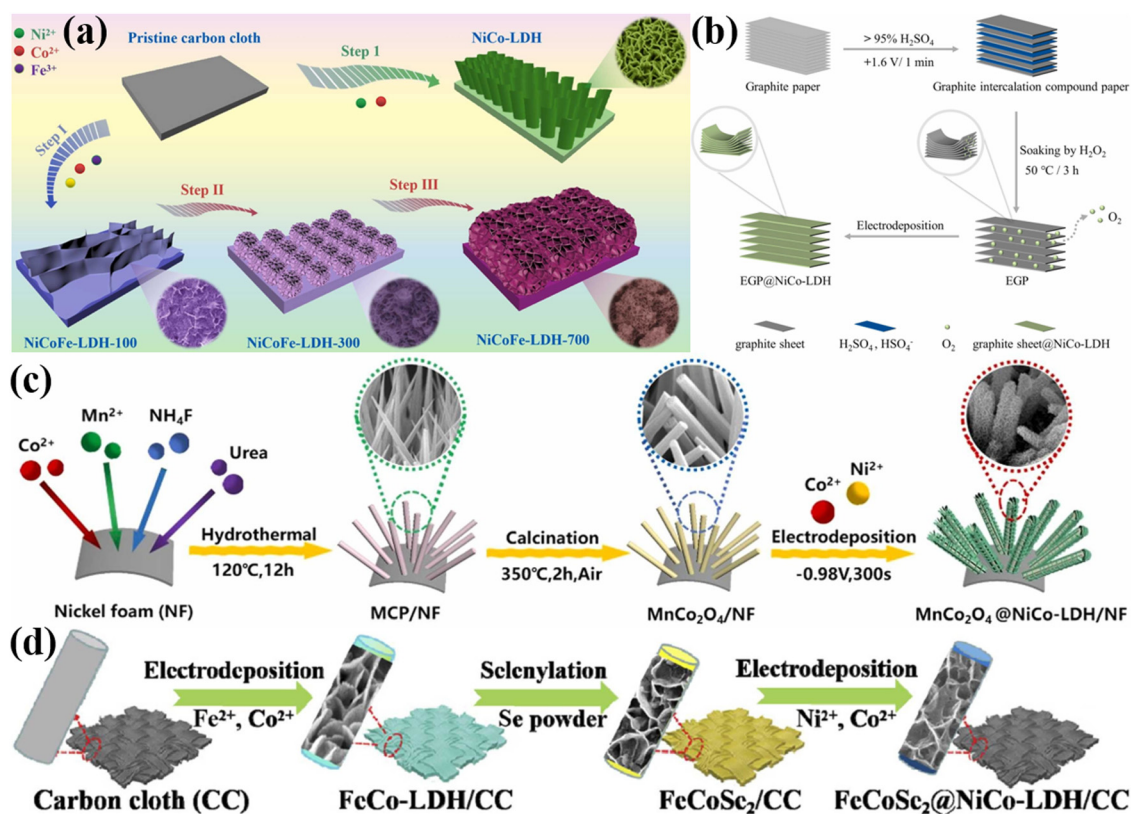 (a)
Ni²⁺
Co²⁺
Fe³⁺
Pristine carbon cloth
Step 1
NiCo-LDH
Step I
Step II
Step III
NiCoFe-LDH-100
NiCoFe-LDH-300
NiCoFe-LDH-700
(b)
Graphite paper
> 95% H₂SO₄
+1.6 V/ 1 min
Graphite intercalation compound paper
Soaking by H₂O₂
50 °C / 3 h
O₂
Electrodeposition
EGP@NiCo-LDH
EGP
graphite sheet
H₂SO₄ , HSO₄⁻
O₂
graphite sheet@NiCo-LDH
(c)
Co²⁺
Mn²⁺
NH₄F
Urea
Nickel foam (NF)
Hydrothermal
120℃,12h
MCP/NF
Calcination
350℃,2h,Air
MnCo₂O₄/NF
Co²⁺
Ni²⁺
Electrodeposition
-0.98V,300s
MnCo₂O₄ @NiCo-LDH/NF
(d)
Carbon cloth (CC)
Electrodeposition
Fe²⁺, Co²⁺
FeCo-LDH/CC
Selenylation
Se powder
FeCoSe₂/CC
Electrodeposition
Ni²⁺, Co²⁺
FeCoSe₂@NiCo-LDH/CC